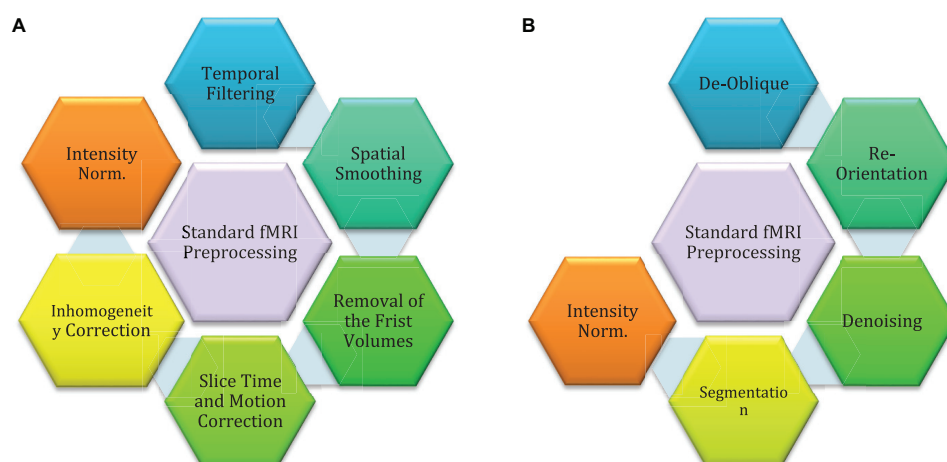 A
Temporal
Filtering
Spatial
Smoothing
Removal of
the Frist
Volumes
Slice Time
and Motion
Correction
Inhomogeneit
y Correction
Intensity
Norm.
Standard fMRI
Preprocessing
B
De-Oblique
Re-
Orientation
Denoising
Segmentatio
n
Intensity
Norm.
Standard fMRI
Preprocessing